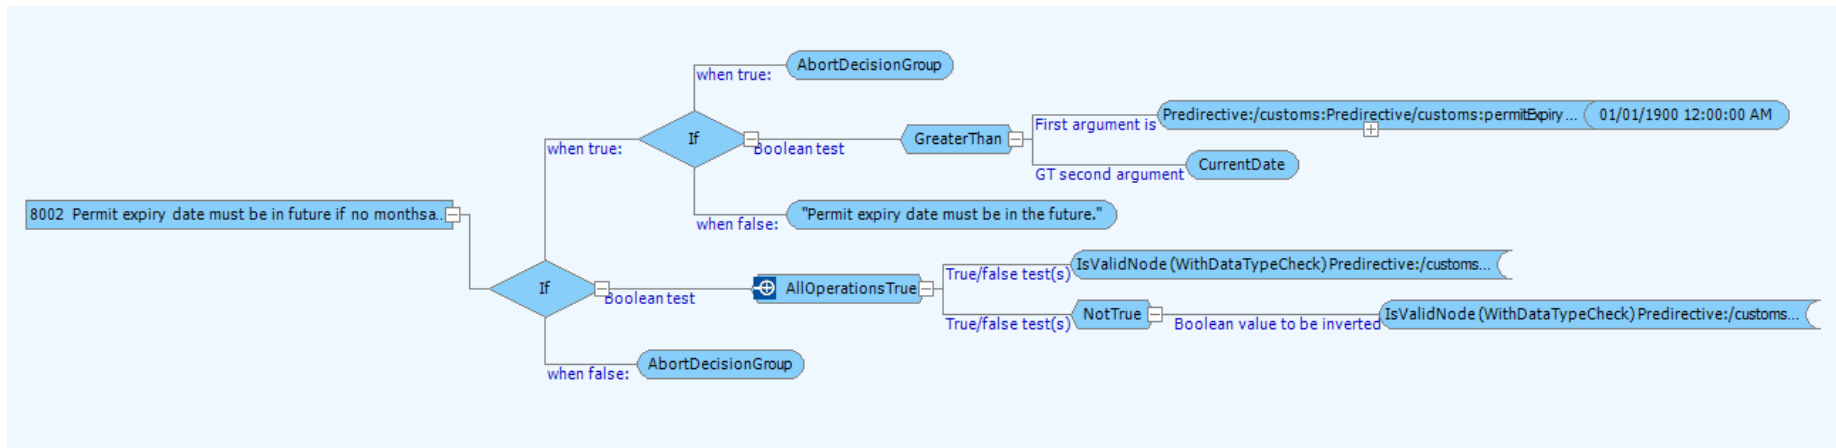 when true:
AbortDecisionGroup
when true:
If
Boolean test
GreaterThan
First argument is
Predirective:/customs:Predirective/customs:permitExpiry...
01/01/1900 12:00:00 AM
GT second argument
CurrentDate
when false:
"Permit expiry date must be in the future."
8002 Permit expiry date must be in future if no monthsa...
If
Boolean test
AllOperationsTrue
True/false test(s)
IsValidNode (WithDataTypeCheck) Predirective:/customs...
True/false test(s)
NotTrue
Boolean value to be inverted
IsValidNode (WithDataTypeCheck) Predirective:/customs...
when false:
AbortDecisionGroup